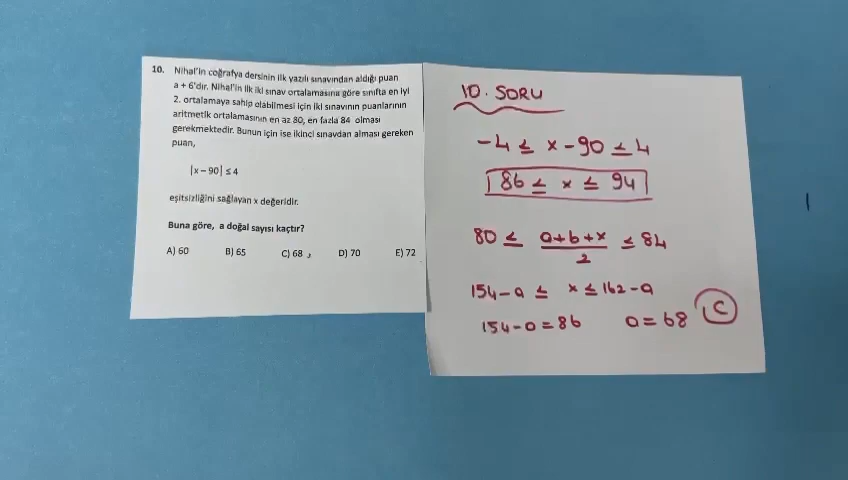 10. Nihal'in coğrafya dersinin ilk yazılı sınavından aldığı puan
a + 6'dır. Nihal'in ilk iki sınav ortalamasına göre sınıfta en iyi
2. ortalamaya sahip olabilmesi için iki sınavının puanlarının
aritmetik ortalamasının en az 80, en fazla 84 olması
gerekmektedir. Bunun için ise ikinci sınavdan alması gereken
puan,
|x – 90| ≤ 4
eşitsizliğini sağlayan x değeridir.
Buna göre, a doğal sayısı kaçtır?
A) 60 B) 65 C) 68 D) 70 E) 72
10. SORU
-4 ≤ x - 90 ≤ 4
86 ≤ x ≤ 94
80 ≤ a+b+x / 2 ≤ 84
154-a ≤ x ≤ 162-a
154-a = 86 a = 68 C